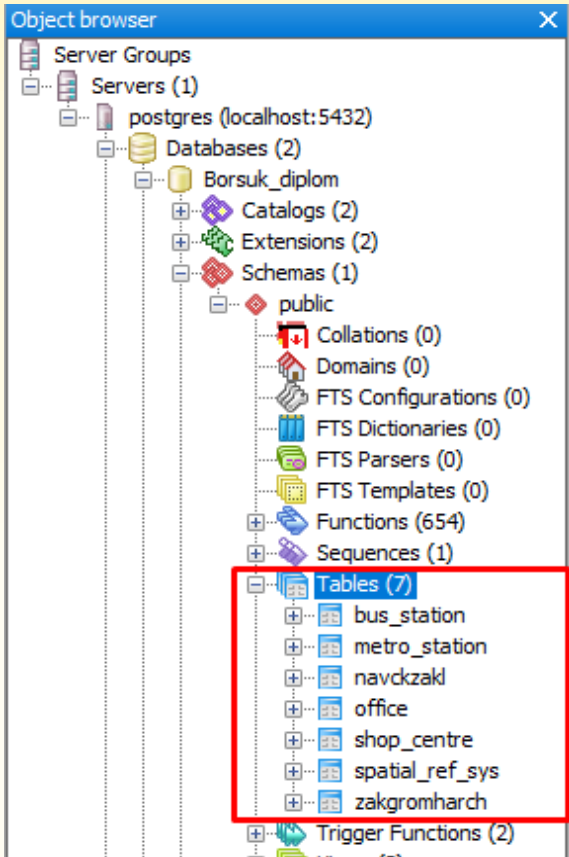 Object browser
Server Groups
Servers (1)
postgres (localhost:5432)
Databases (2)
Borsuk_diplom
Catalogs (2)
Extensions (2)
Schemas (1)
public
Collations (0)
Domains (0)
FTS Configurations (0)
FTS Dictionaries (0)
FTS Parsers (0)
FTS Templates (0)
Functions (654)
Sequences (1)
Tables (7)
bus_station
metro_station
navckzakl
office
shop_centre
spatial_ref_sys
zakgromharch
Trigger Functions (2)